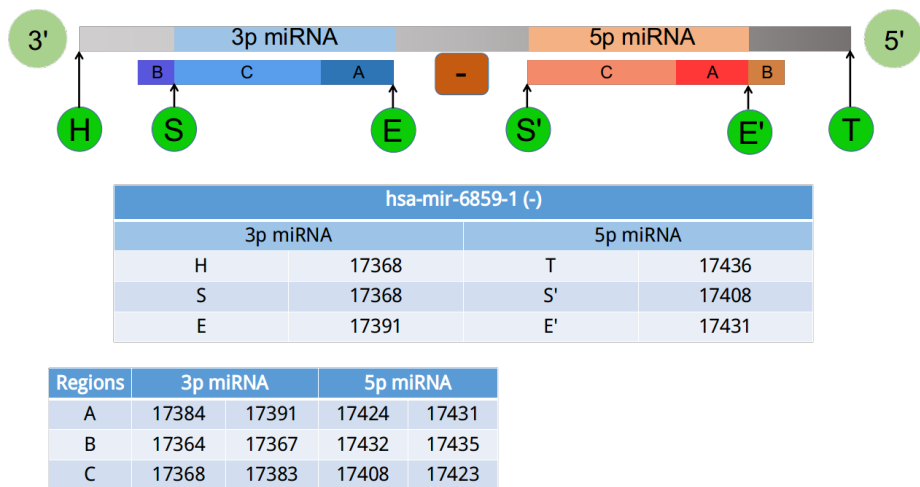 3' 3p miRNA 5p miRNA 5'
B C A - C A B
H S E S' E' T
hsa-mir-6859-1 (-)
3p miRNA 5p miRNA
H 17368 T 17436
S 17368 S' 17408
E 17391 E' 17431
Regions 3p miRNA 5p miRNA
A 17384 17391 17424 17431
B 17364 17367 17432 17435
C 17368 17383 17408 17423